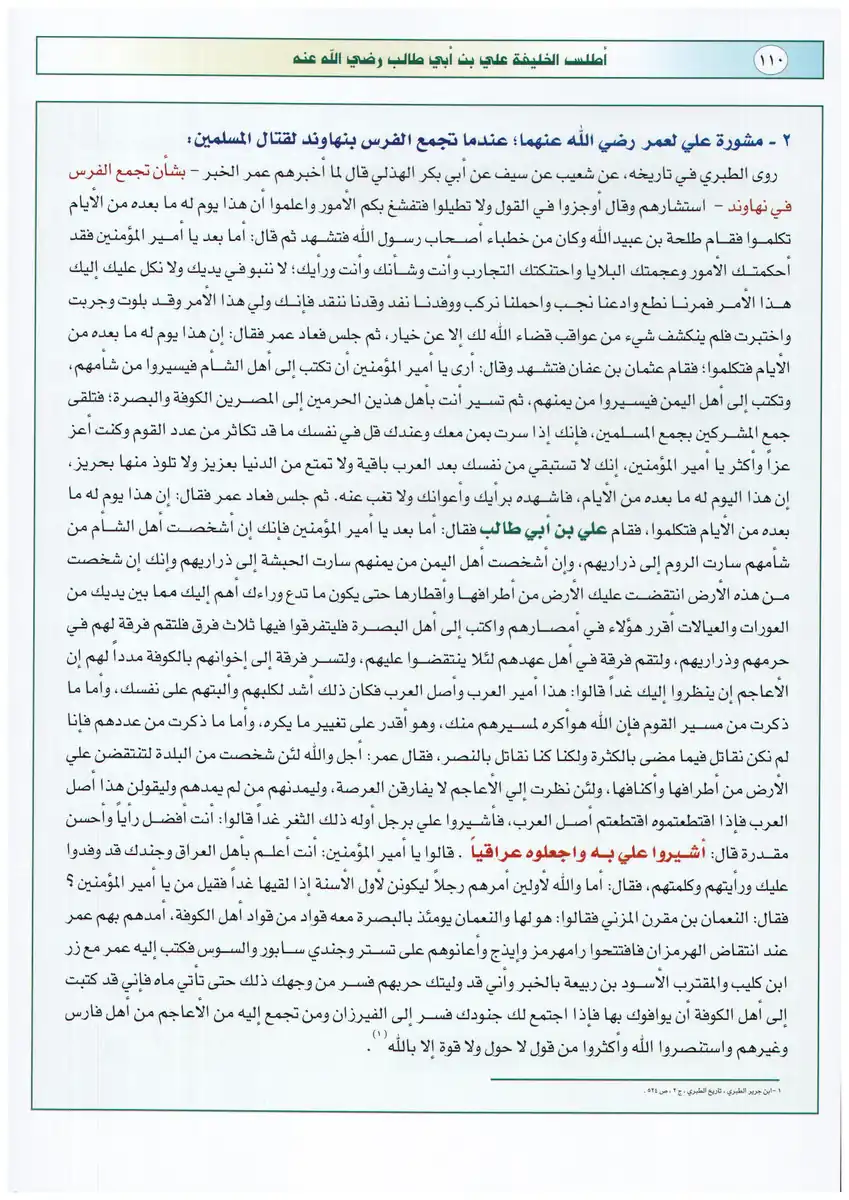 ١١٠
أطلس الخليفة علي بن أبي طالب رضي الله عنه
٢ - مشورة علي لعمر رضي الله عنهما؛ عندما تجمع الفرس بنهاوند لقتال المسلمين:
روى الطبري في تاريخه، عن شعيب عن سيف عن أبي بكر الهذلي قال لما أخبرهم عمر الخبر – بشأن تجمع الفرس
في نهاوند – استشارهم وقال أوجزوا في القول ولا تطيلوا فتفشغ بكم الأمور واعلموا أن هذا يوم له ما بعده من الأيام
تكلموا فقام طلحة بن عبيدالله وكان من خطباء أصحاب رسول الله فتشهد ثم قال: أما بعد يا أمير المؤمنين فقد
أحكمتك الأمور وعجمتك البلايا واحتنكتك التجارب وأنت وشأنك وأنت ورأيك؛ لا ننبو في يديك ولا نكل عليك إليك
هذا الأمر فمرنا نطع وادعنا نجب واحملنا نركب ووفدنا نفد وقدنا ننقد فإنك ولي هذا الأمر وقد بلوت وجربت
واختبرت فلم ينكشف شيء من عواقب قضاء الله لك إلا عن خيار، ثم جلس فعاد عمر فقال: إن هذا يوم له ما بعده من
الأيام فتكلموا؛ فقام عثمان بن عفان فتشهد وقال: أرى يا أمير المؤمنين أن تكتب إلى أهل الشأم فيسيروا من شأمهم،
وتكتب إلى أهل اليمن فيسيروا من يمنهم، ثم تسير أنت بأهل هذين الحرمين إلى المصرين الكوفة والبصرة؛ فتلقى
جمع المشركين بجمع المسلمين، فإنك إذا سرت بمن معك وعندك قل في نفسك ما قد تكاثر من عدد القوم وكنت أعز
عزاً وأكثر يا أمير المؤمنين، إنك لا تستبقي من نفسك بعد العرب باقية ولا تمتع من الدنيا بعزيز ولا تلوذ منها بحريز،
إن هذا اليوم له ما بعده من الأيام، فاشهده برأيك وأعوانك ولا تغب عنه. ثم جلس فعاد عمر فقال: إن هذا يوم له ما
بعده من الأيام فتكلموا، فقام علي بن أبي طالب فقال: أما بعد يا أمير المؤمنين فإنك إن أشخصت أهل الشأم من
شأمهم سارت الروم إلى ذراريهم، وإن أشخصت أهل اليمن من يمنهم سارت الحبشة إلى ذراريهم وإنك إن شخصت
من هذه الأرض انتقضت عليك الأرض من أطرافها وأقطارها حتى يكون ما تدع وراءك أهم إليك مما بين يديك من
العورات والعيالات أقرر هؤلاء في أمصارهم واكتب إلى أهل البصرة فليتفرقوا فيها ثلاث فرق فلتقم فرقة لهم في
حرمهم وذراريهم، ولتقم فرقة في أهل عهدهم لئلا ينتقضوا عليهم، ولتسر فرقة إلى إخوانهم بالكوفة مدداً لهم إن
الأعاجم إن ينظروا إليك غداً قالوا: هذا أمير العرب وأصل العرب فكان ذلك أشد لكلبهم وألبتهم على نفسك، وأما ما
ذكرت من مسير القوم فإن الله هوأكره لمسيرهم منك، وهو أقدر على تغيير ما يكره، وأما ما ذكرت من عددهم فإنا
لم نكن نقاتل فيما مضى بالكثرة ولكنا كنا نقاتل بالنصر، فقال عمر: أجل والله لئن شخصت من البلدة لتنتقضن علي
الأرض من أطرافها وأكنافها، ولئن نظرت إلي الأعاجم لا يفارقن العرصة، وليمدنهم من لم يمدهم وليقولن هذا أصل
العرب فإذا اقتطعتموه اقتطعتم أصل العرب، فأشيروا علي برجل أوله ذلك الثغر غداً قالوا: أنت أفضل رأياً وأحسن
مقدرة قال: أشيروا علي به واجعلوه عراقياً . قالوا يا أمير المؤمنين: أنت أعلم بأهل العراق وجندك قد وفدوا
عليك ورأيتهم وكلمتهم، فقال: أما والله لأولين أمرهم رجلاً ليكونن لأول الأسنة إذا لقيها غداً فقيل من يا أمير المؤمنين ؟
فقال: النعمان بن مقرن المزني فقالوا: هو لها والنعمان يومئذ بالبصرة معه قواد من قواد أهل الكوفة، أمدهم بهم عمر
عند انتقاض الهرمزان فافتتحوا رامهرمز وإيذج وأعانوهم على تستر وجندي سابور والسوس فكتب إليه عمر مع زر
ابن كليب والمقترب الأسود بن ربيعة بالخبر وأني قد وليتك حربهم فسر من وجهك ذلك حتى تأتي ماه فإني قد كتبت
إلى أهل الكوفة أن يوافوك بها فإذا اجتمع لك جنودك فسر إلى الفيرزان ومن تجمع إليه من الأعاجم من أهل فارس
وغيرهم واستنصروا الله وأكثروا من قول لا حول ولا قوة إلا بالله(١) .
١ -ابن جرير الطبري ، تاريخ الطبري ، ج ٢ ، ص ٥٢٤ .